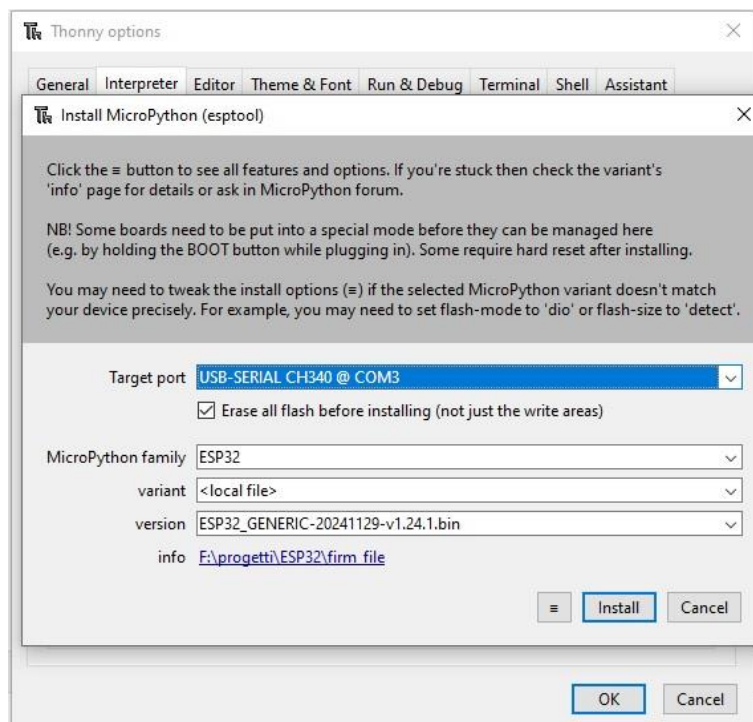 Thonny options
General Interpreter Editor Theme & Font Run & Debug Terminal Shell Assistant
Install MicroPython (esptool)
Click the ≡ button to see all features and options. If you're stuck then check the variant's
'info' page for details or ask in MicroPython forum.
NB! Some boards need to be put into a special mode before they can be managed here
(e.g. by holding the BOOT button while plugging in). Some require hard reset after installing.
You may need to tweak the install options (≡) if the selected MicroPython variant doesn't match
your device precisely. For example, you may need to set flash-mode to 'dio' or flash-size to 'detect'.
Target port USB-SERIAL CH340 @ COM3
Erase all flash before installing (not just the write areas)
MicroPython family ESP32
variant <local file>
version ESP32_GENERIC-20241129-v1.24.1.bin
info F:\progetti\ESP32\firm_file
≡ Install Cancel
OK Cancel